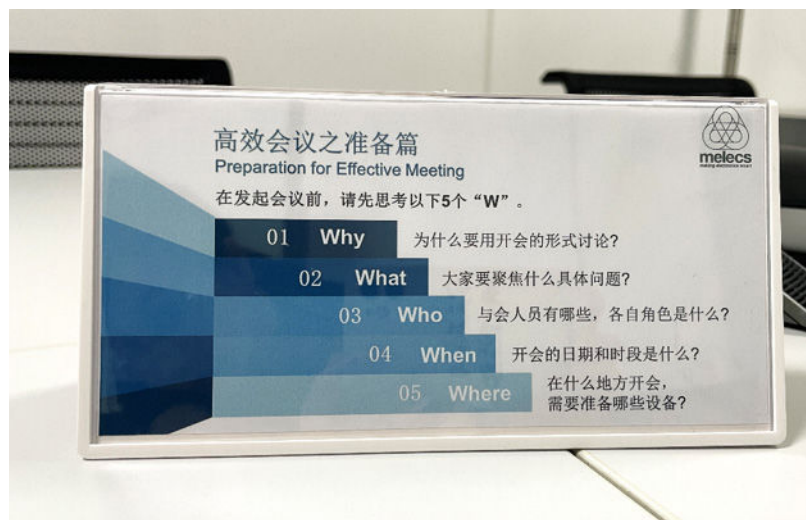 高效会议之准备篇
Preparation for Effective Meeting
melecs
making electronics smart
在发起会议前，请先思考以下5个“W”。
01 Why 为什么要用开会的形式讨论?
02 What 大家要聚焦什么具体问题?
03 Who 与会人员有哪些，各自角色是什么?
04 When 开会的日期和时段是什么?
05 Where 在什么地方开会，
需要准备哪些设备?